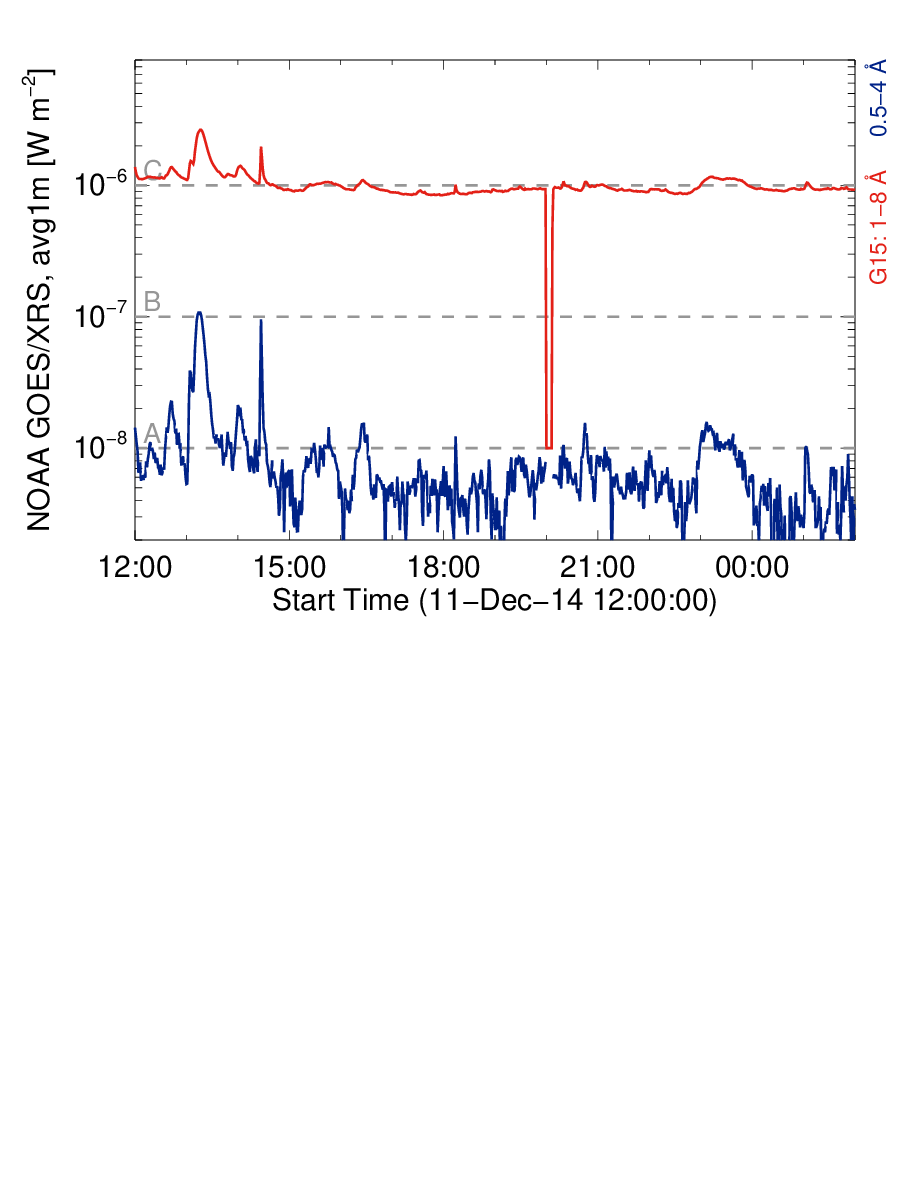 NOAA GOES/XRS, avg1m [W m−2]
0.5−4 Å
G15: 1−8 Å
C
10−6
B
10−7
A
10−8
12:00 15:00 18:00 21:00 00:00
Start Time (11−Dec−14 12:00:00)